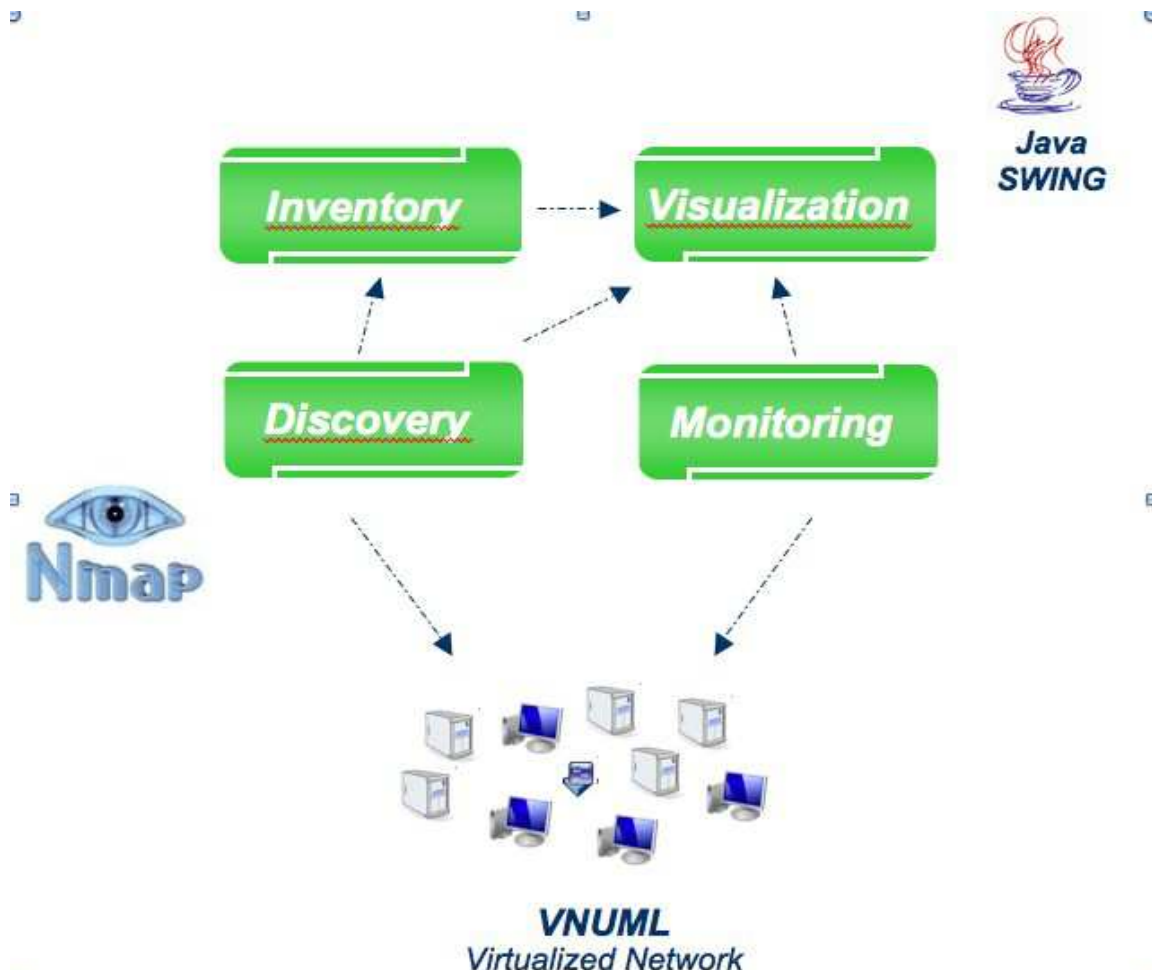 Java
SWING
Inventory
Visualization
Discovery
Monitoring
Nmap
VNUML
Virtualized Network